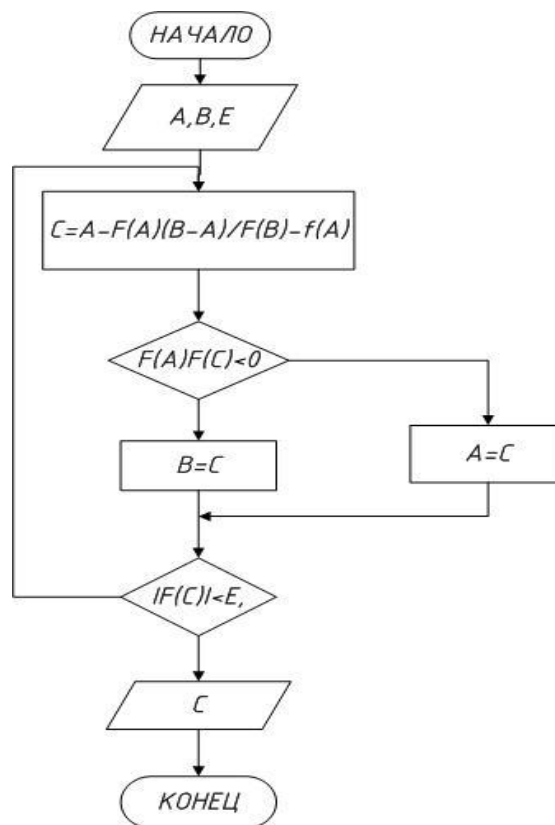 НАЧАЛО
A,B,E
C=A-F(A)(B-A)/F(B)-f(A)
F(A)F(C)<0
B=C
A=C
IF(C)I<E,
C
КОНЕЦ